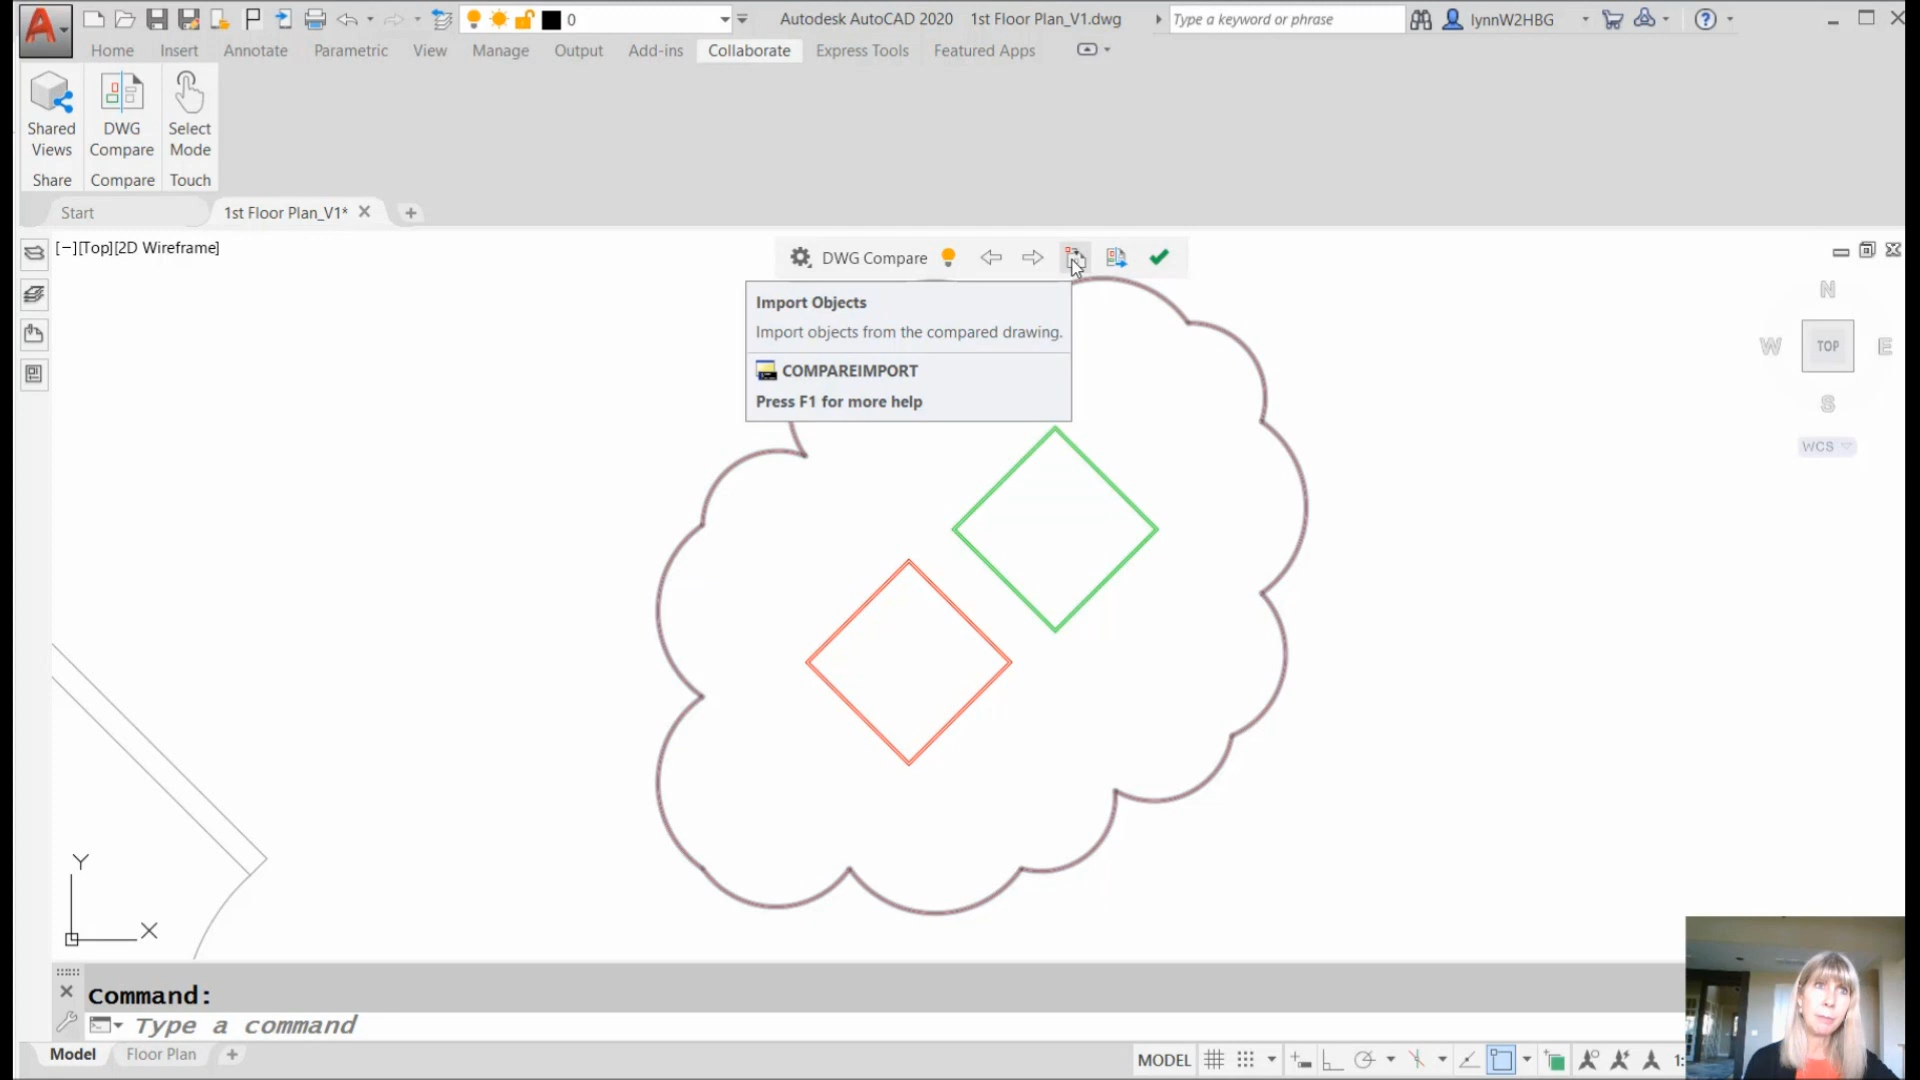 0
Autodesk AutoCAD 2020 1st Floor Plan_V1.dwg
Type a keyword or phrase
lynnW2HBG
Home Insert Annotate Parametric View Manage Output Add-ins Collaborate Express Tools Featured Apps
Shared Views
DWG Compare
Select Mode
Share Compare Touch
Start
1st Floor Plan_V1*
[−][Top][2D Wireframe]
DWG Compare
Import Objects
Import objects from the compared drawing.
COMPAREIMPORT
Press F1 for more help
N
W TOP E
S
WCS
Y
X
Command:
Type a command
Model Floor Plan
MODEL
1: